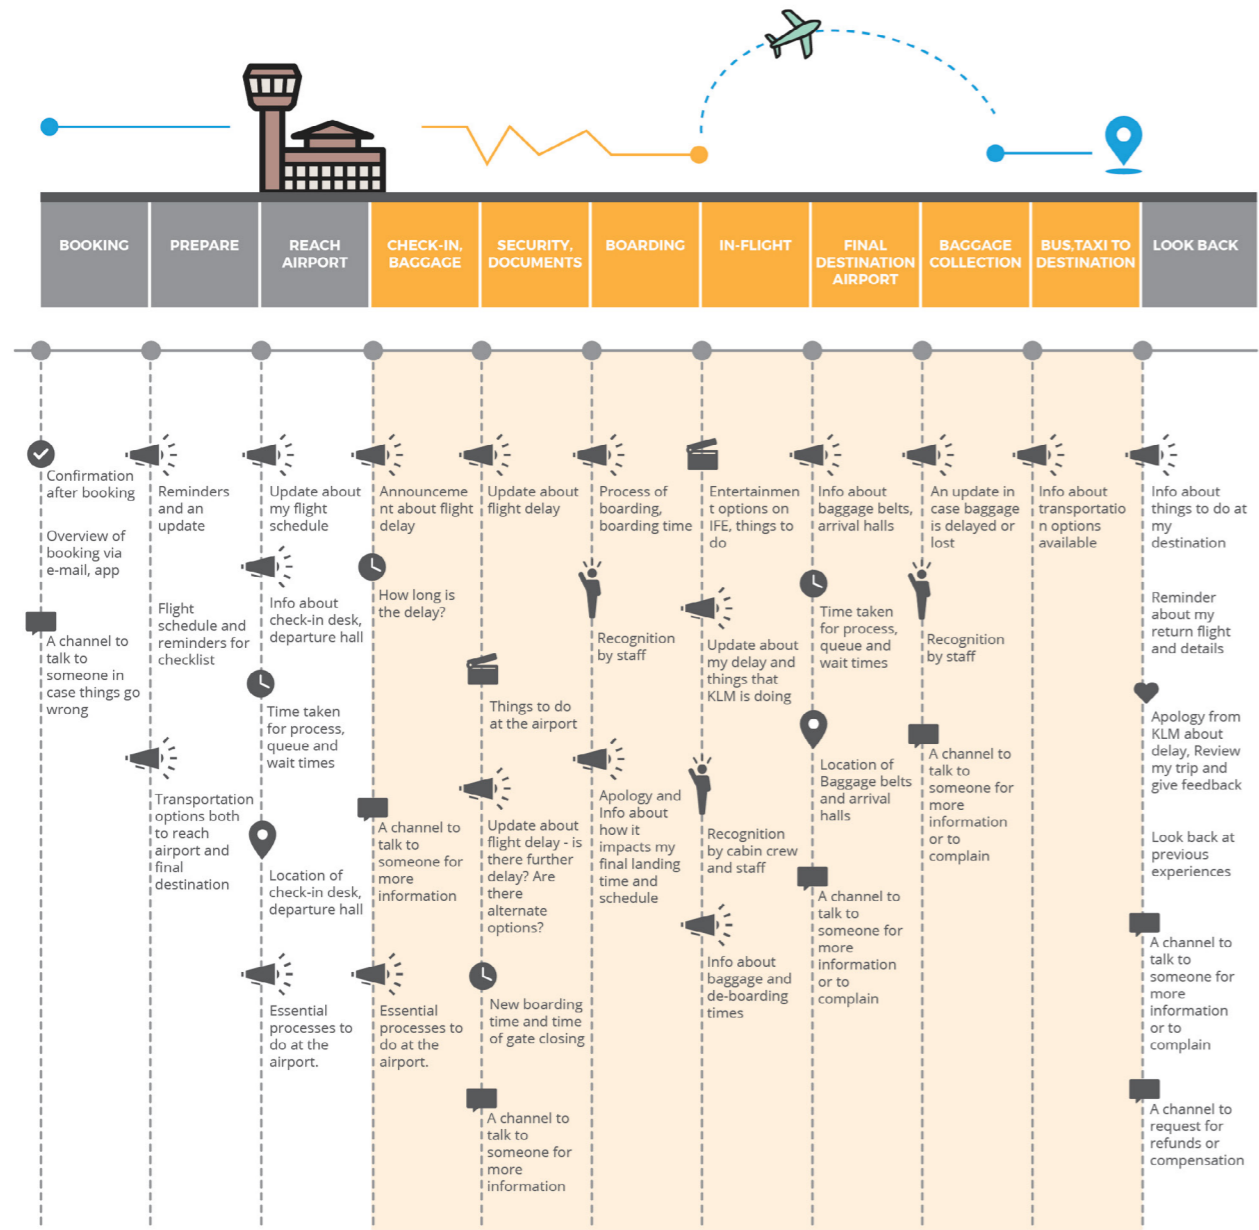 BOOKING
PREPARE
REACH
AIRPORT
CHECK-IN,
BAGGAGE
SECURITY,
DOCUMENTS
BOARDING
IN-FLIGHT
FINAL
DESTINATION
AIRPORT
BAGGAGE
COLLECTION
BUS,TAXI TO
DESTINATION
LOOK BACK
Confirmation
after booking
Overview of
booking via
e-mail, app
A channel to
talk to
someone in
case things go
wrong
Reminders
and an
update
Flight
schedule and
reminders for
checklist
Transportation
options both
to reach
airport and
final
destination
Update about
my flight
schedule
Info about
check-in desk,
departure hall
Time taken
for process,
queue and
wait times
Location of
check-in desk,
departure hall
Essential
processes to
do at the
airport.
Announceme
nt about flight
delay
How long is
the delay?
A channel to
talk to
someone for
more
information
Essential
processes to
do at the
airport.
Update about
flight delay
Things to do
at the airport
Update about
flight delay - is
there further
delay? Are
there
alternate
options?
New boarding
time and time
of gate closing
A channel to
talk to
someone for
more
information
Process of
boarding,
boarding time
Recognition
by staff
Apology and
Info about
how it
impacts my
final landing
time and
schedule
Entertainmen
t options on
IFE, things to
do
Update about
my delay and
things that
KLM is doing
Recognition
by cabin crew
and staff
Info about
baggage and
de-boarding
times
Info about
baggage belts,
arrival halls
Time taken
for process,
queue and
wait times
Location of
Baggage belts
and arrival
halls
A channel to
talk to
someone for
more
information
or to
complain
An update in
case baggage
is delayed or
lost
Recognition
by staff
A channel to
talk to
someone for
more
information
or to
complain
Info about
transportatio
n options
available
Info about
things to do at
my
destination
Reminder
about my
return flight
and details
Apology from
KLM about
delay, Review
my trip and
give feedback
Look back at
previous
experiences
A channel to
talk to
someone for
more
information
or to
complain
A channel to
request for
refunds or
compensation